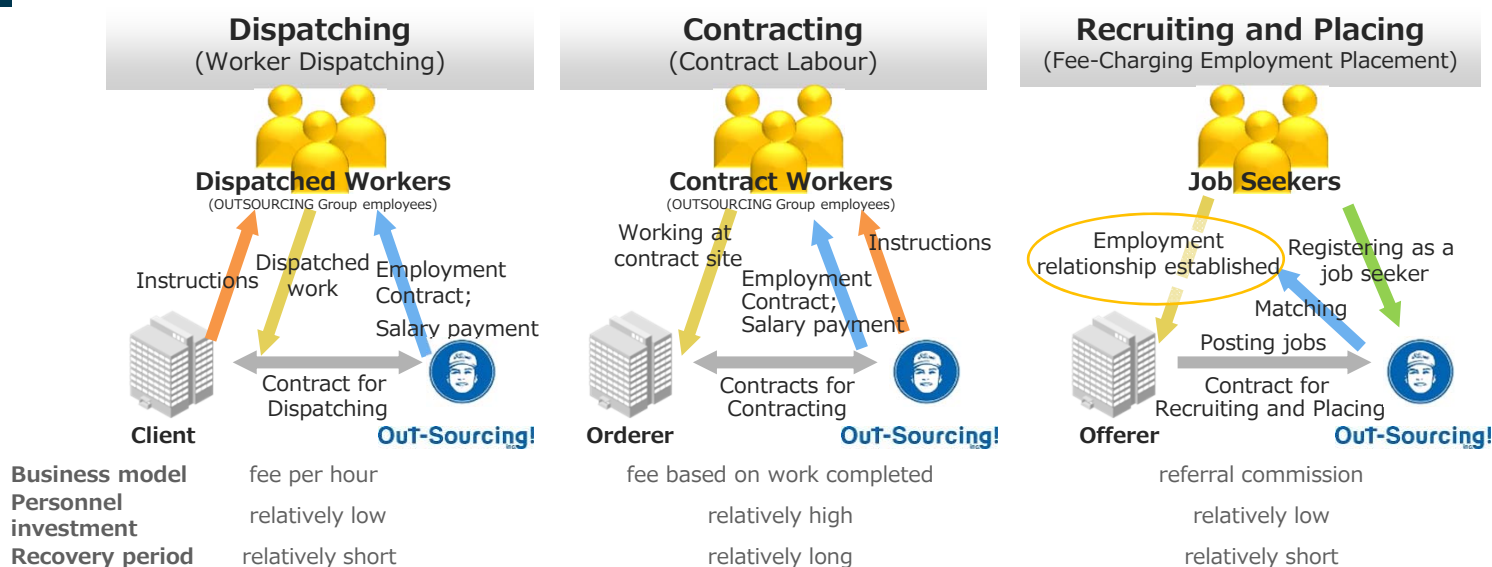 Dispatching
(Worker Dispatching)
Dispatched Workers
(OUTSOURCING Group employees)
Instructions
Dispatched
work
Employment
Contract;
Salary payment
Contract for
Dispatching
Client
OuT-Sourcing!
inc.
Contracting
(Contract Labour)
Contract Workers
(OUTSOURCING Group employees)
Working at
contract site
Instructions
Employment
Contract;
Salary payment
Contracts for
Contracting
Orderer
OuT-Sourcing!
inc.
Recruiting and Placing
(Fee-Charging Employment Placement)
Job Seekers
Employment
relationship established
Registering as a
job seeker
Matching
Posting jobs
Contract for
Recruiting and Placing
Offerer
OuT-Sourcing!
inc.
Business model fee per hour fee based on work completed referral commission
Personnel
investment relatively low relatively high relatively low
Recovery period relatively short relatively long relatively short